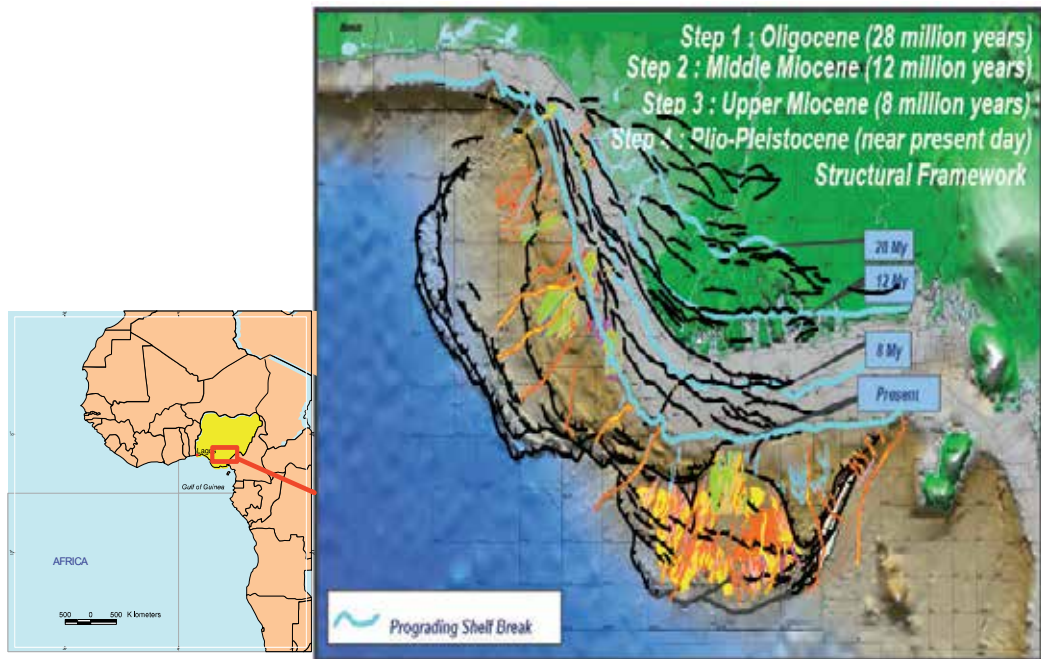 Step 1 : Oligocene (28 million years)
Step 2 : Middle Miocene (12 million years)
Step 3 : Upper Miocene (8 million years)
Step 4 : Plio-Pleistocene (near present day)
Structural Framework
28 My
12 My
8 My
Present
Prograding Shelf Break
Lagos
Gulf of Guinea
AFRICA
500 0 500 K ilometers